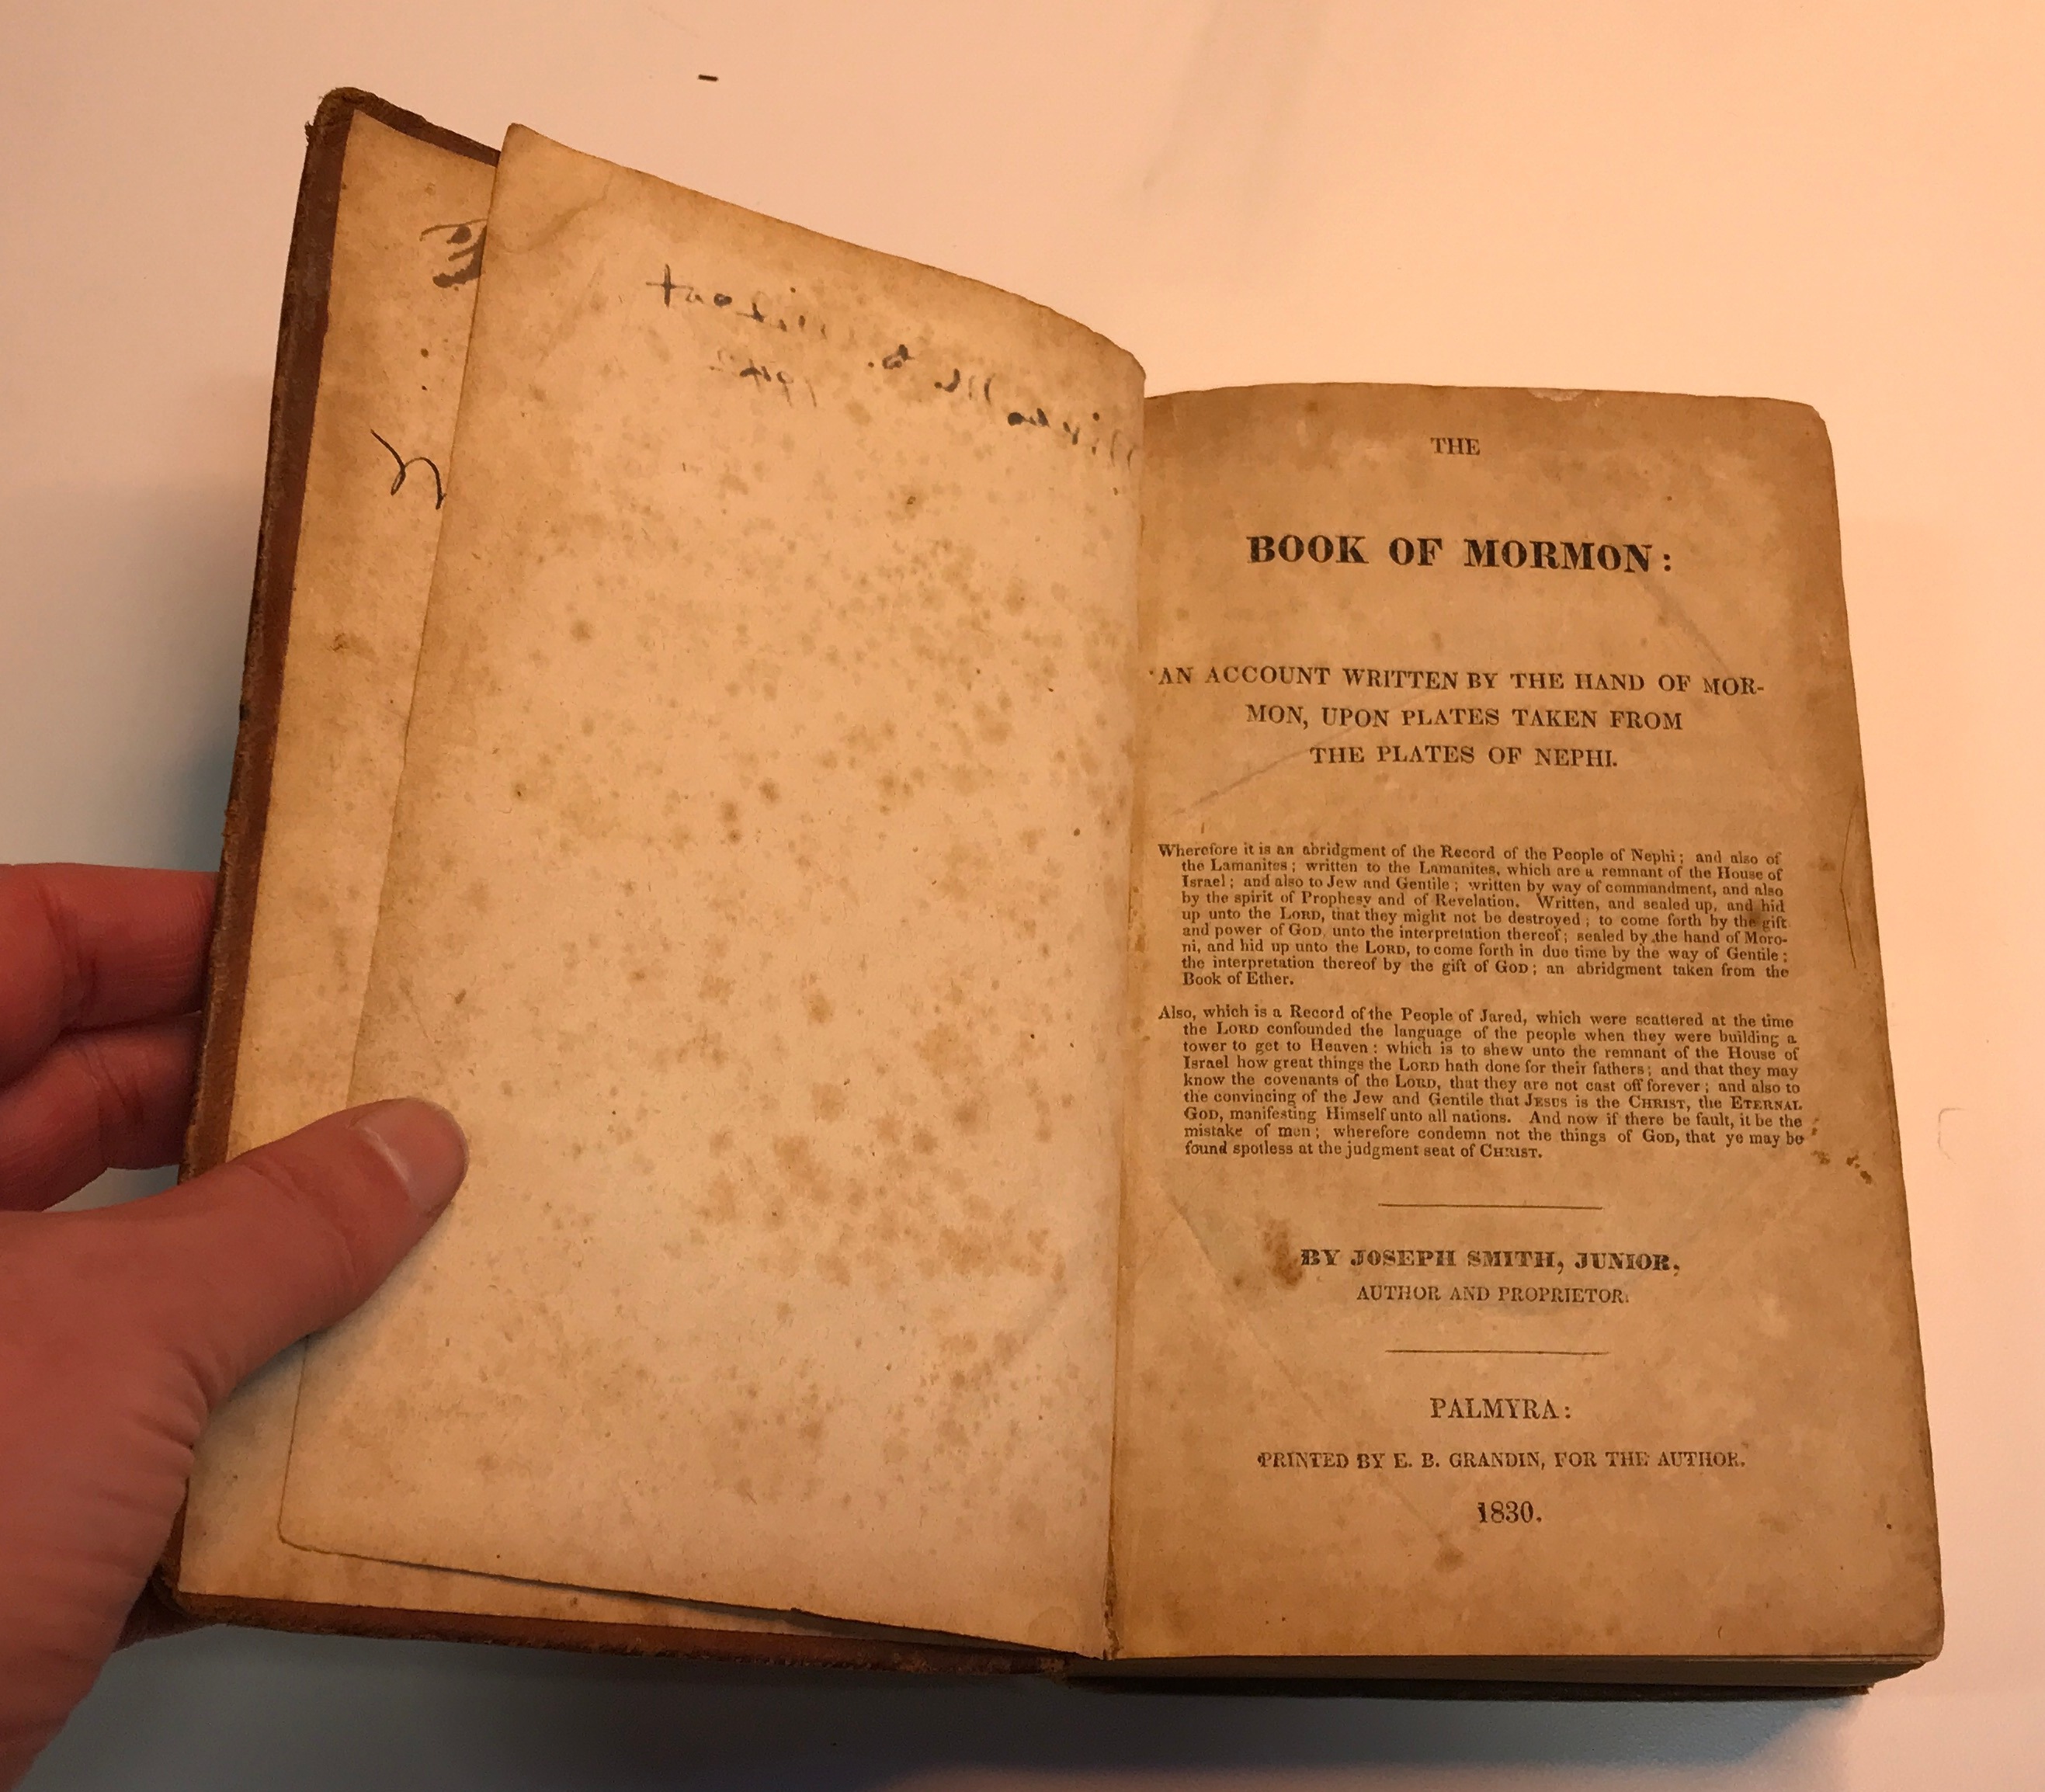 THE
BOOK OF MORMON:
AN ACCOUNT WRITTEN BY THE HAND OF MOR-
MON, UPON PLATES TAKEN FROM
THE PLATES OF NEPHI.
Wherefore it is an abridgment of the Record of the People of Nephi; and also of
the Lamanites; written to the Lamanites, which are a remnant of the House of
Israel; and also to Jew and Gentile; written by way of commandment, and also
by the spirit of Prophesy and of Revelation. Written, and sealed up, and hid
up unto the LORD, that they might not be destroyed; to come forth by the gift
and power of GOD, unto the interpretation thereof; sealed by the hand of Moro-
ni, and hid up unto the LORD, to come forth in due time by the way of Gentile;
the interpretation thereof by the gift of GOD; an abridgment taken from the
Book of Ether.
Also, which is a Record of the People of Jared, which were scattered at the time
the LORD confounded the language of the people when they were building a
tower to get to Heaven: which is to shew unto the remnant of the House of
Israel how great things the LORD hath done for their fathers; and that they may
know the covenants of the LORD, that they are not cast off forever; and also to
the convincing of the Jew and Gentile that JESUS is the CHRIST, the ETERNAL
GOD, manifesting Himself unto all nations. And now if there be fault, it be the
mistake of men; wherefore condemn not the things of GOD, that ye may be
found spotless at the judgment seat of CHRIST.
BY JOSEPH SMITH, JUNIOR,
AUTHOR AND PROPRIETOR.
PALMYRA:
PRINTED BY E. B. GRANDIN, FOR THE AUTHOR.
1830.